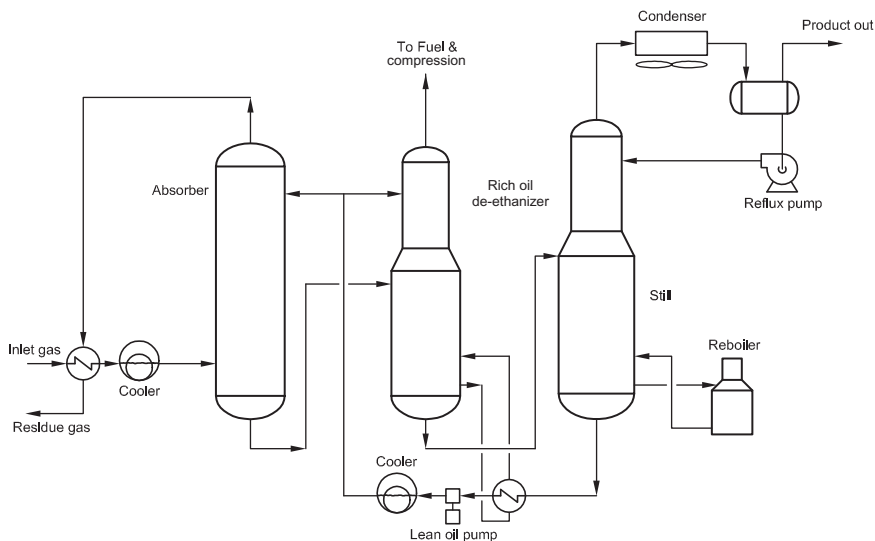 Condenser
Product out
To Fuel &
compression
Absorber
Rich oil
de-ethanizer
Reflux pump
Still
Inlet gas
Cooler
Reboiler
Residue gas
Cooler
Lean oil pump